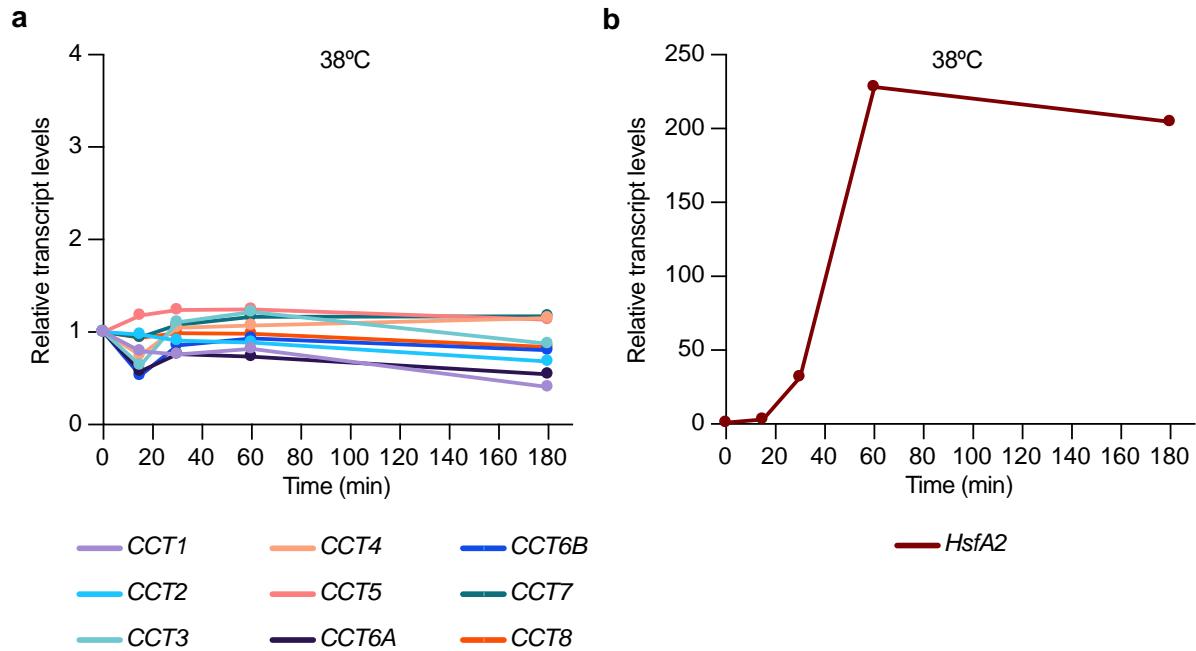 a
38ºC
Relative transcript levels
4
3
2
1
0
0 20 40 60 80 100 120 140 160 180
Time (min)
CCT1 CCT4 CCT6B
CCT2 CCT5 CCT7
CCT3 CCT6A CCT8
b
38ºC
Relative transcript levels
250
200
150
100
50
0
0 20 40 60 80 100 120 140 160 180
Time (min)
HsfA2